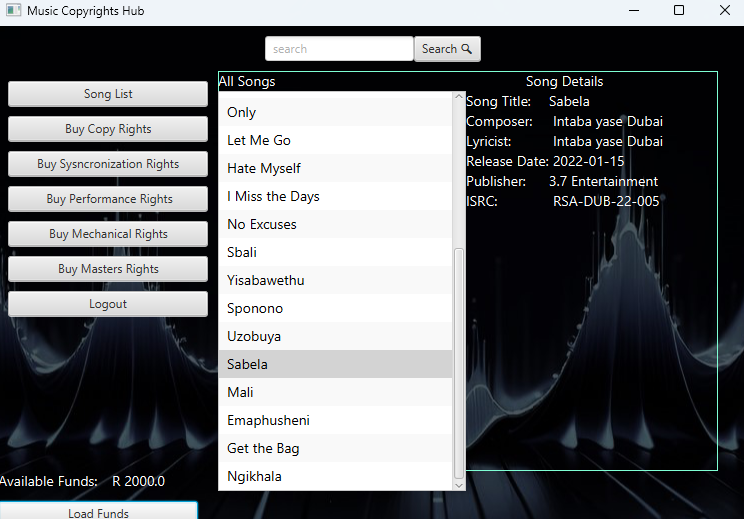 Music Copyrights Hub
search
Search
Song List
Buy Copy Rights
Buy Sysncronization Rights
Buy Performance Rights
Buy Mechanical Rights
Buy Masters Rights
Logout
Available Funds: R 2000.0
Load Funds
All Songs
Only
Let Me Go
Hate Myself
I Miss the Days
No Excuses
Sbali
Yisabawethu
Sponono
Uzobuya
Sabela
Mali
Emaphusheni
Get the Bag
Ngikhala
Song Details
Song Title: Sabela
Composer: Intaba yase Dubai
Lyricist: Intaba yase Dubai
Release Date: 2022-01-15
Publisher: 3.7 Entertainment
ISRC: RSA-DUB-22-005